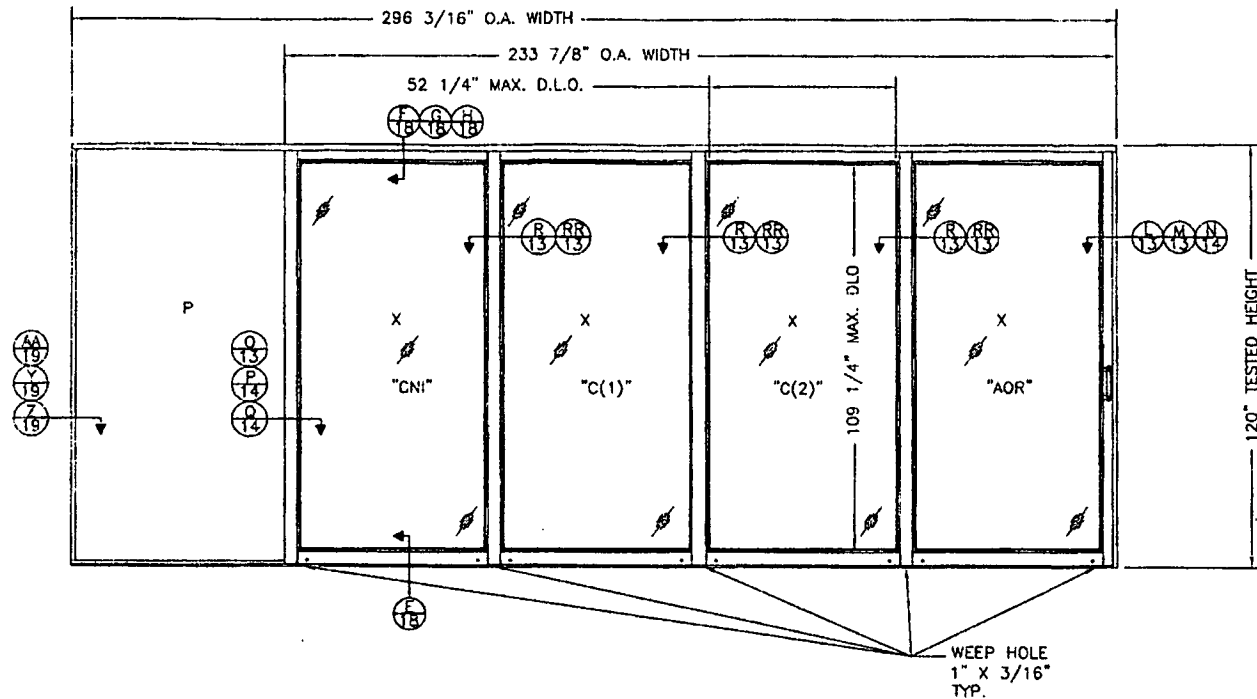 296 3/16" O.A. WIDTH
233 7/8" O.A. WIDTH
52 1/4" MAX. D.L.O.
F 18 G 18 H 18
R 13 RR 13
R 13 RR 13
R 13 RR 13
L 13 M 13 N 14
P
X
X
X
X
AA 19
Y 19
Z 19
O 13
P 14
Q 14
"GNI"
"C(1)"
"C(2)"
"AOR"
109 1/4" MAX. DLO
120" TESTED HEIGHT
E 18
WEEP HOLE
1" X 3/16"
TYP.